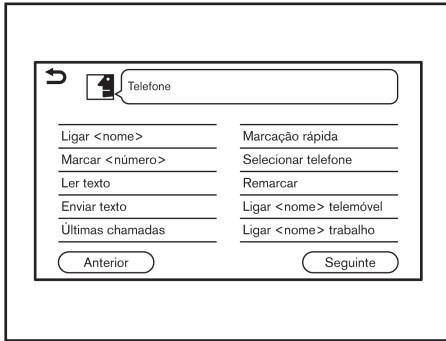 Telefone
Ligar <nome>
Marcar <número>
Ler texto
Enviar texto
Últimas chamadas
Marcação rápida
Selecionar telefone
Remarcar
Ligar <nome> telemóvel
Ligar <nome> trabalho
Anterior
Seguinte